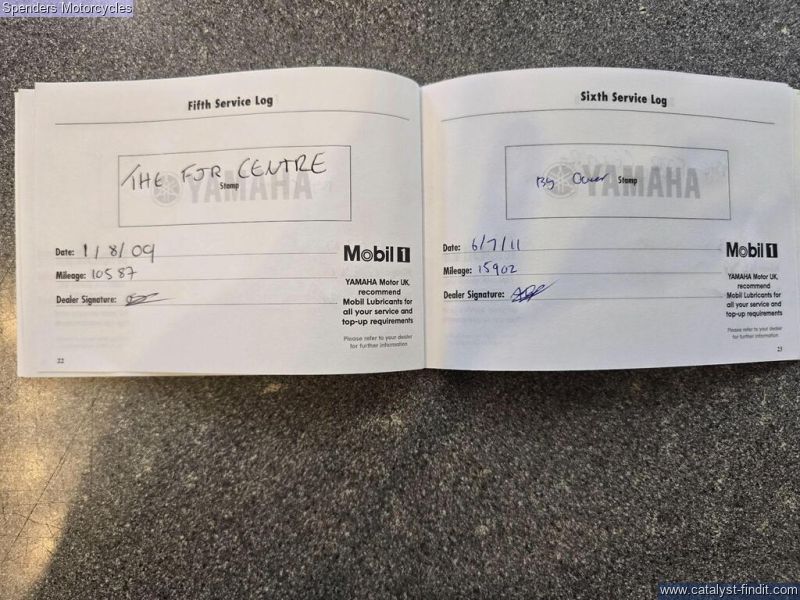 Spenders Motorcycles
Fifth Service Log
THE FJR CENTRE
YAMAHA
Stamp
Date: 1/8/09
Mileage: 10587
Dealer Signature:
Mobil 1
YAMAHA Motor UK,
recommend
Mobil Lubricants for
all your service and
top-up requirements
Please refer to your dealer
for further information
22
Sixth Service Log
By Owner
YAMAHA
Stamp
Date: 6/7/11
Mileage: 15902
Dealer Signature:
Mobil 1
YAMAHA Motor UK,
recommend
Mobil Lubricants for
all your service and
top-up requirements
Please refer to your dealer
for further information
23
www.catalyst-findit.com